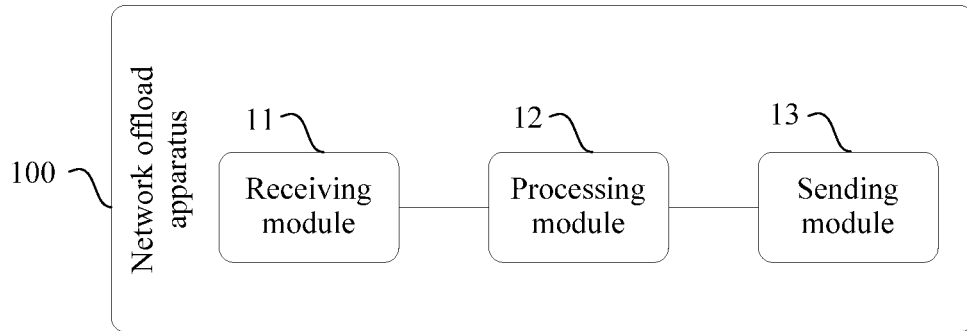 100
Network offload
apparatus
11
Receiving
module
12
Processing
module
13
Sending
module